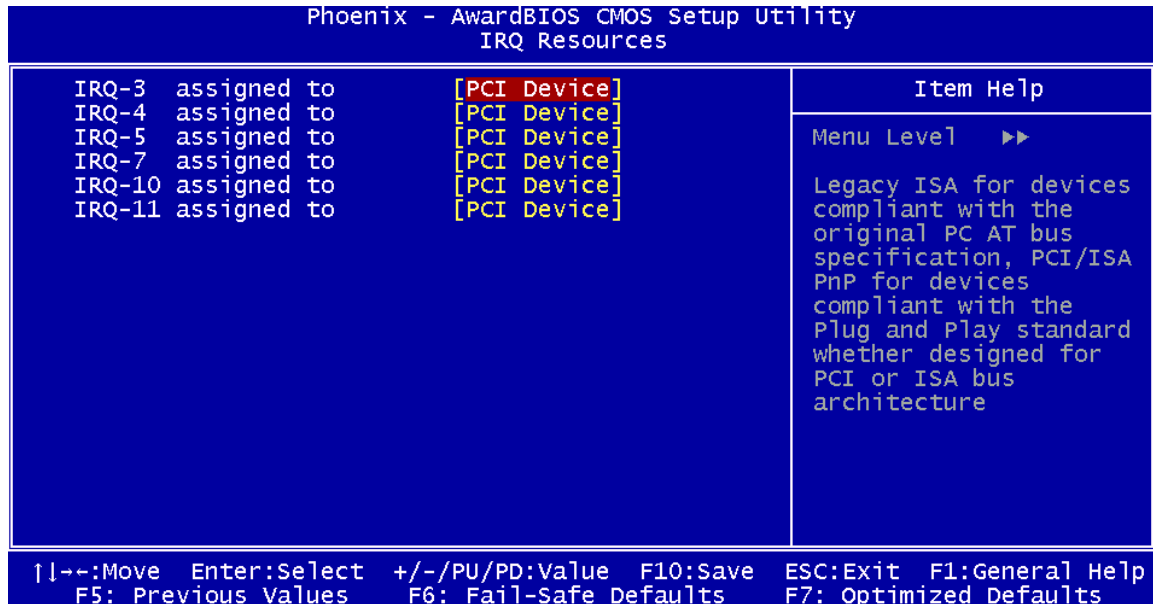 Phoenix - AwardBIOS CMOS Setup Utility
IRQ Resources
IRQ-3 assigned to [PCI Device]
IRQ-4 assigned to [PCI Device]
IRQ-5 assigned to [PCI Device]
IRQ-7 assigned to [PCI Device]
IRQ-10 assigned to [PCI Device]
IRQ-11 assigned to [PCI Device]
Item Help
Menu Level ▶▶
Legacy ISA for devices
compliant with the
original PC AT bus
specification, PCI/ISA
PnP for devices
compliant with the
Plug and Play standard
whether designed for
PCI or ISA bus
architecture
↑↓→←:Move Enter:Select +/-/PU/PD:Value F10:Save ESC:Exit F1:General Help
F5: Previous Values F6: Fail-Safe Defaults F7: Optimized Defaults